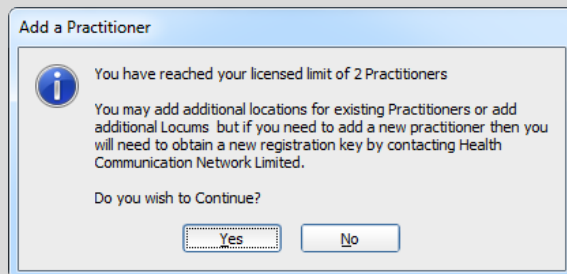 Add a Practitioner
You have reached your licensed limit of 2 Practitioners
You may add additional locations for existing Practitioners or add
additional Locums but if you need to add a new practitioner then you
will need to obtain a new registration key by contacting Health
Communication Network Limited.
Do you wish to Continue?
Yes
No